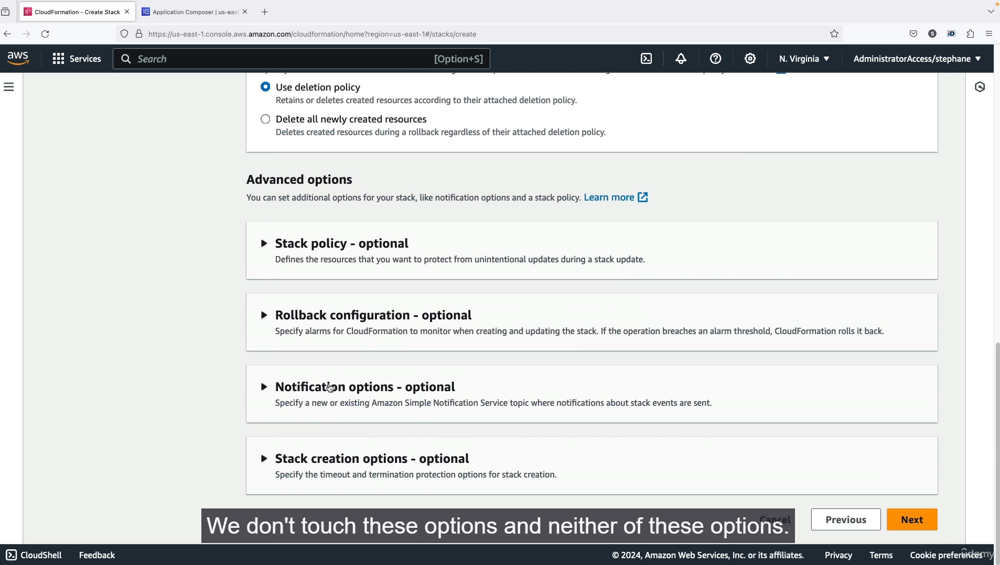 CloudFormation - Create Stack
Application Composer | us-east-
https://us-east-1.console.aws.amazon.com/cloudformation/home?region=us-east-1#/stacks/create
aws
Services
Search
[Option+S]
N. Virginia
AdministratorAccess/stephane
Use deletion policy
Retains or deletes created resources according to their attached deletion policy.
Delete all newly created resources
Deletes created resources during a rollback regardless of their attached deletion policy.
Advanced options
You can set additional options for your stack, like notification options and a stack policy. Learn more
Stack policy - optional
Defines the resources that you want to protect from unintentional updates during a stack update.
Rollback configuration - optional
Specify alarms for CloudFormation to monitor when creating and updating the stack. If the operation breaches an alarm threshold, CloudFormation rolls it back.
Notification options - optional
Specify a new or existing Amazon Simple Notification Service topic where notifications about stack events are sent.
Stack creation options - optional
Specify the timeout and termination protection options for stack creation.
Cancel
Previous
Next
We don't touch these options and neither of these options.
CloudShell
Feedback
© 2024, Amazon Web Services, Inc. or its affiliates.
Privacy
Terms
Cookie preferences
ûdemy